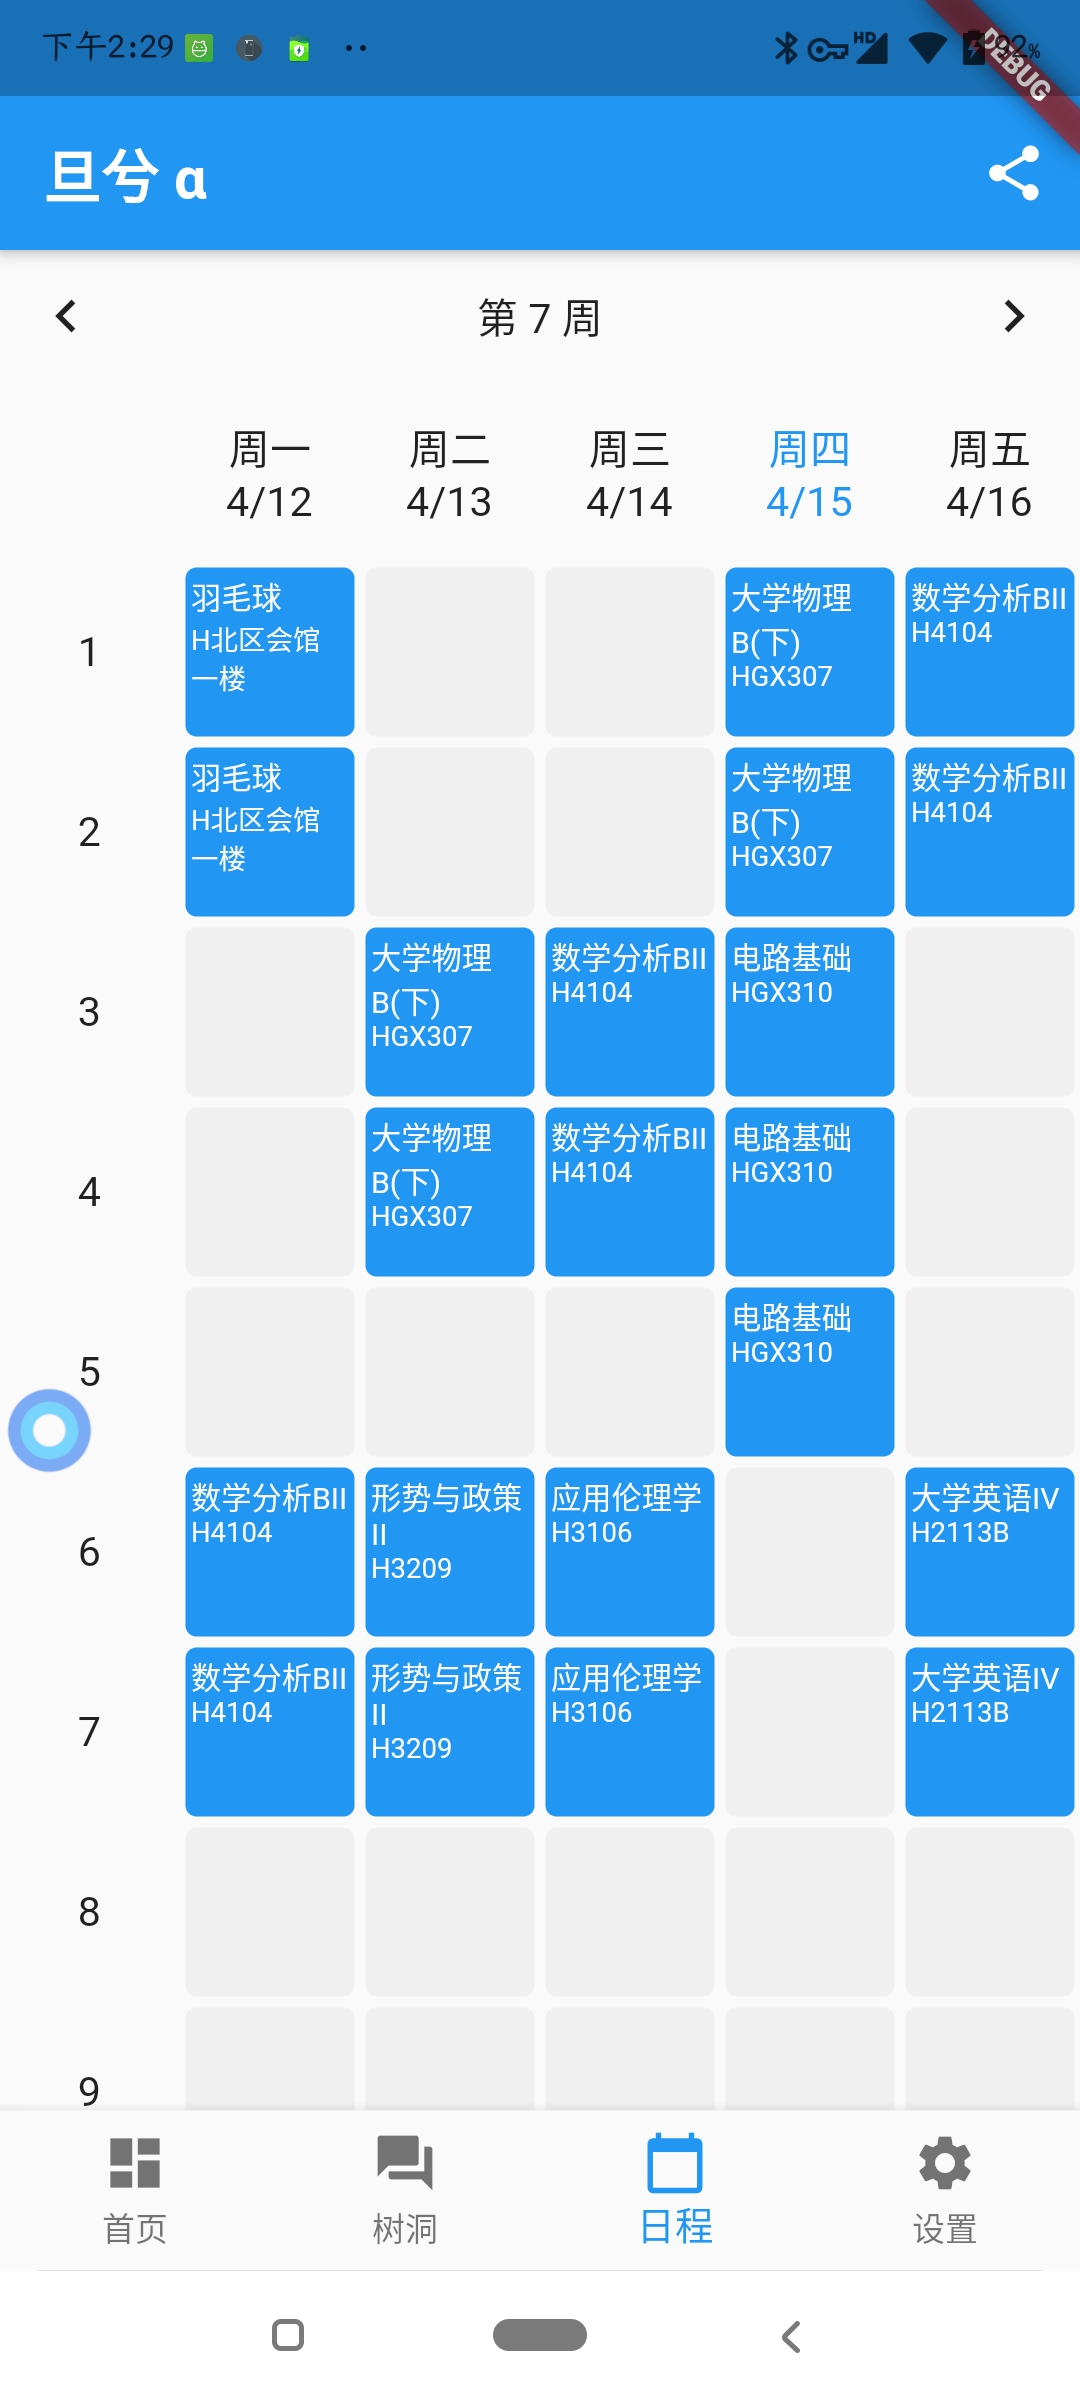 下午2:29
HD
92%
DEBUG
旦兮 α
第 7 周
周一 周二 周三 周四 周五
4/12 4/13 4/14 4/15 4/16
1
羽毛球
H北区会馆
一楼
大学物理
B(下)
HGX307
数学分析BII
H4104
2
羽毛球
H北区会馆
一楼
大学物理
B(下)
HGX307
数学分析BII
H4104
3
大学物理
B(下)
HGX307
数学分析BII
H4104
电路基础
HGX310
4
大学物理
B(下)
HGX307
数学分析BII
H4104
电路基础
HGX310
5
电路基础
HGX310
6
数学分析BII
H4104
形势与政策
II
H3209
应用伦理学
H3106
大学英语IV
H2113B
7
数学分析BII
H4104
形势与政策
II
H3209
应用伦理学
H3106
大学英语IV
H2113B
8
9
首页 树洞 日程 设置